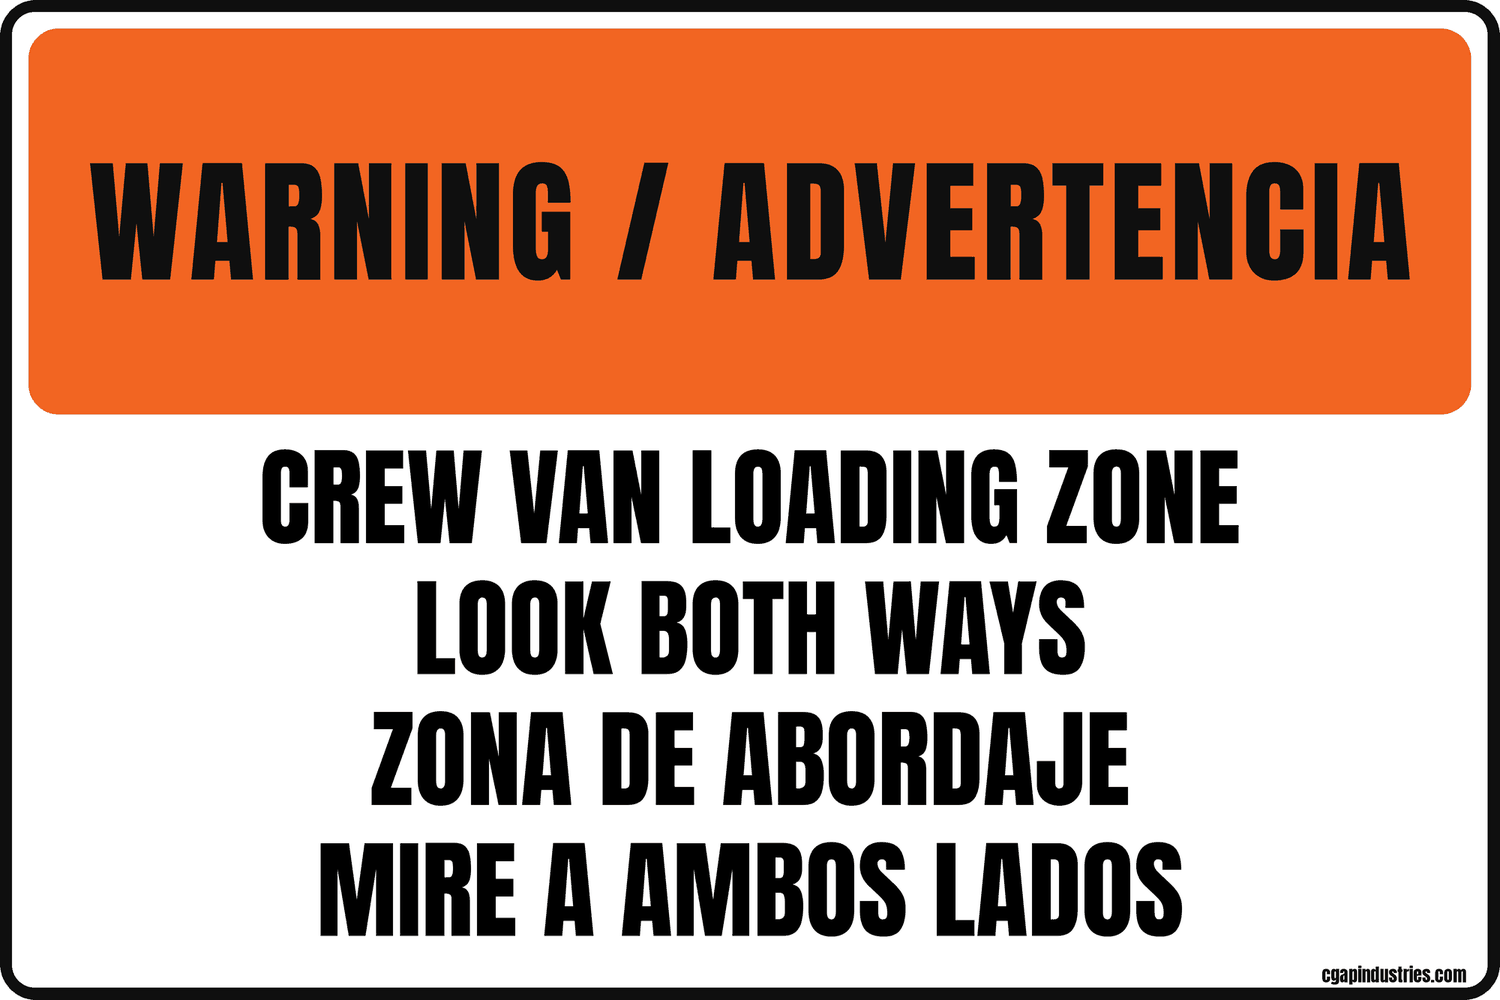 WARNING / ADVERTENCIA
CREW VAN LOADING ZONE
LOOK BOTH WAYS
ZONA DE ABORDAJE
MIRE A AMBOS LADOS
cgapindustries.com